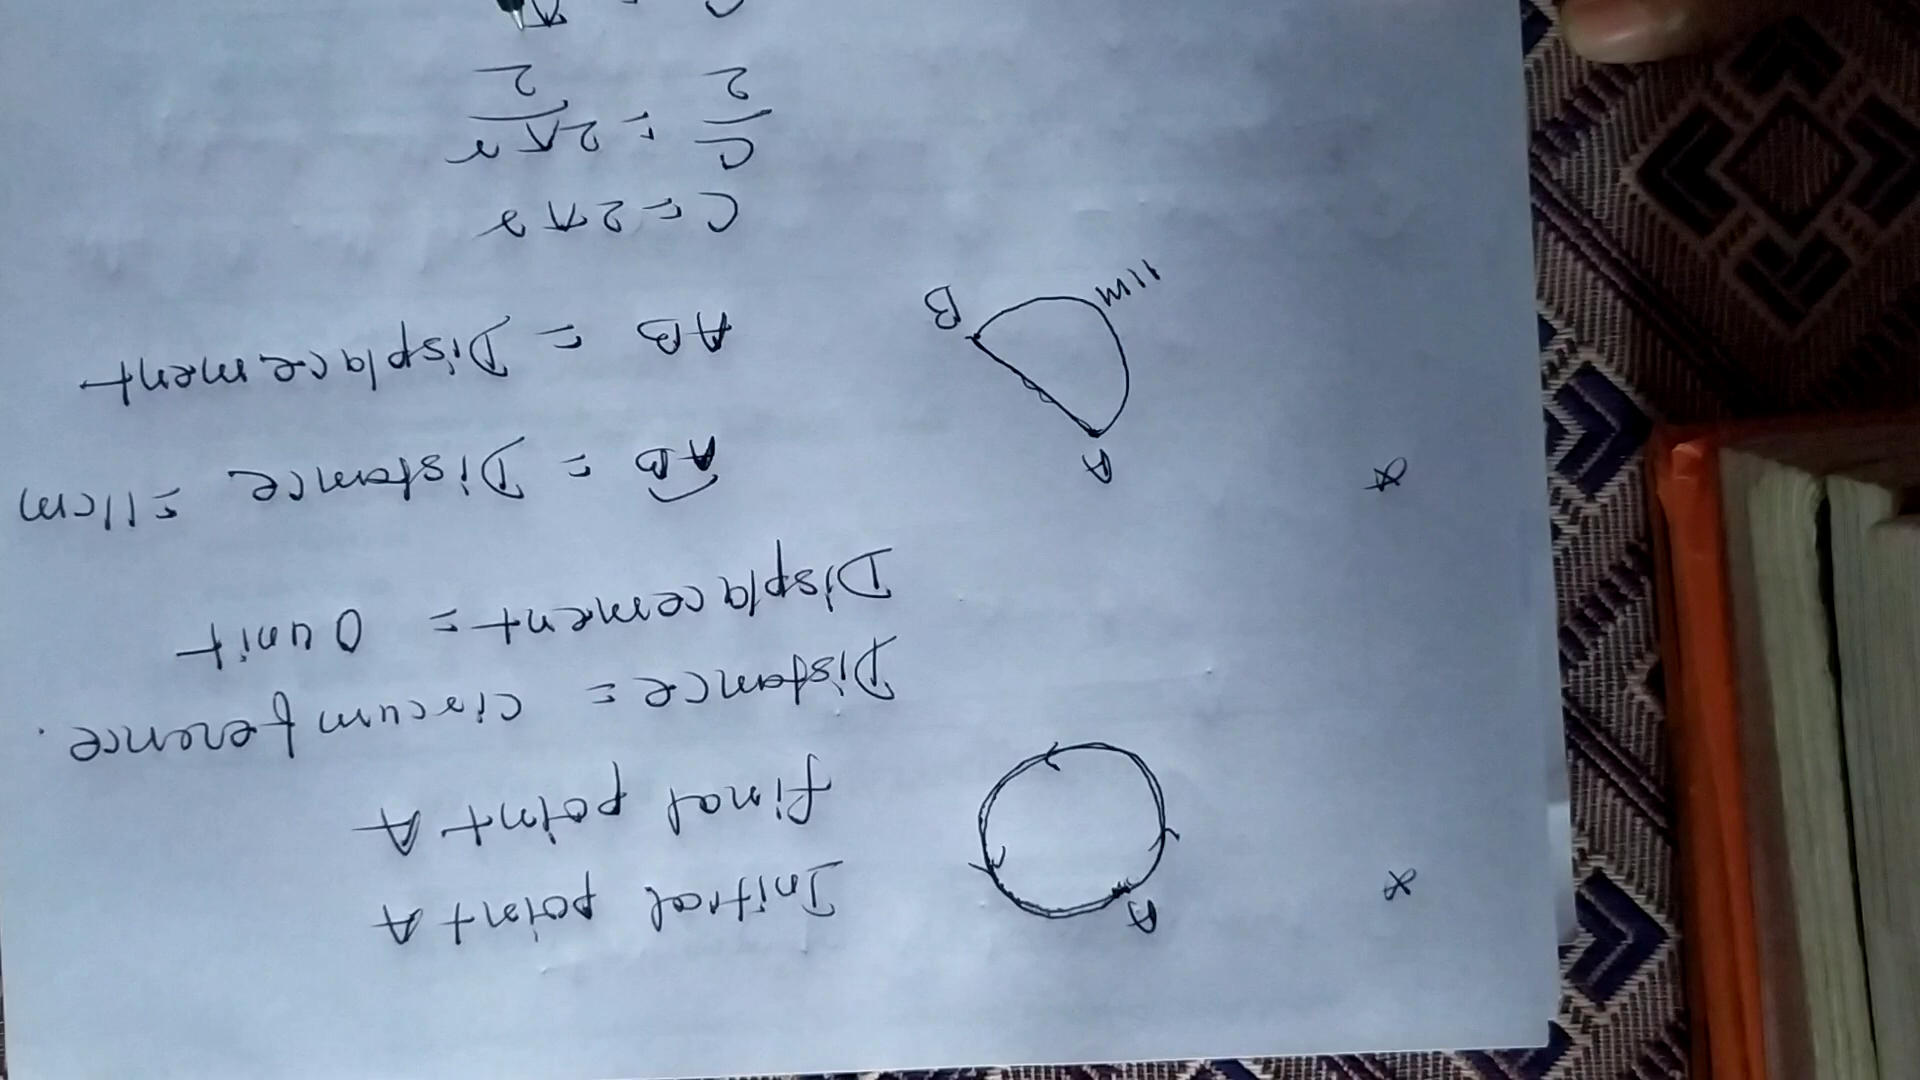 A
Initial point A
final point A
Distance = circumference.
Displacement = 0 unit
A
B
11m
AB = Distance = 11cm
AB = Displacement
C = 2πr
C/2 = 2πr/2
C = π